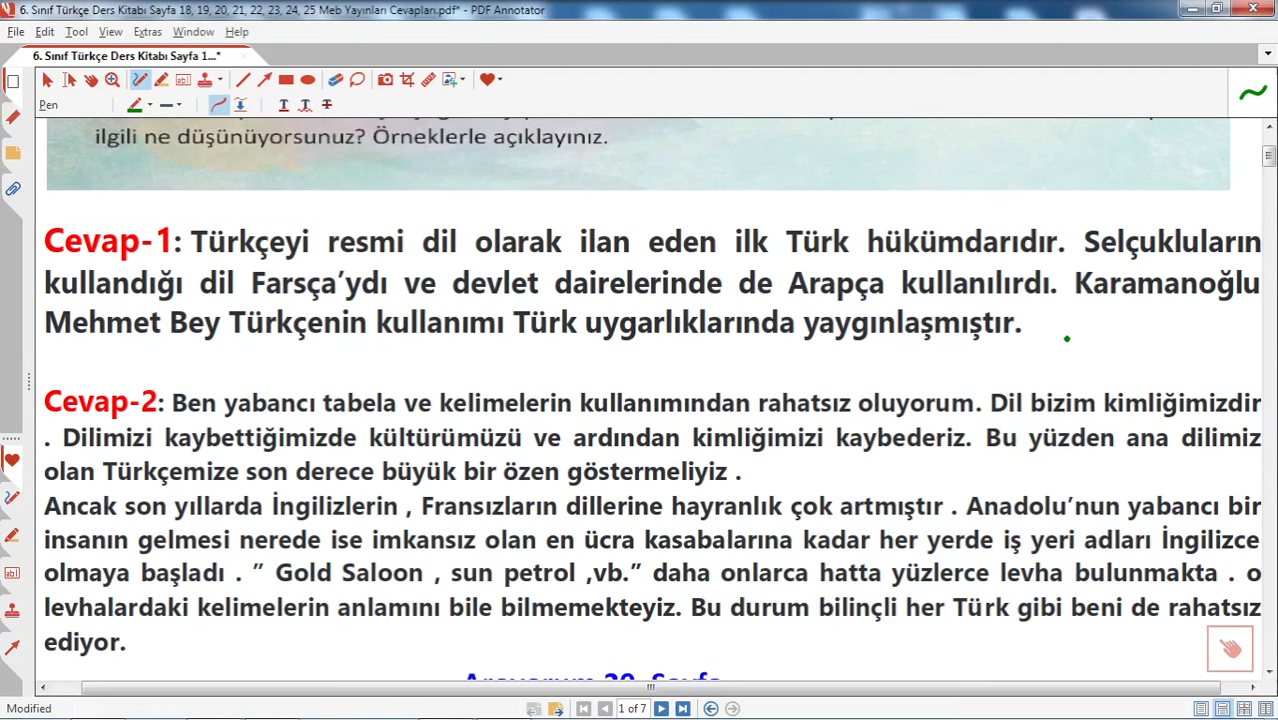 6. Sınıf Türkçe Ders Kitabı Sayfa 18, 19, 20, 21, 22, 23, 24, 25 Meb Yayınları Cevapları.pdf* - PDF Annotator
File Edit Tool View Extras Window Help
6. Sınıf Türkçe Ders Kitabı Sayfa 1...*
Pen
ilgili ne düşünüyorsunuz? Örneklerle açıklayınız.
Cevap-1: Türkçeyi resmi dil olarak ilan eden ilk Türk hükümdarıdır. Selçukluların
kullandığı dil Farsça’ydı ve devlet dairelerinde de Arapça kullanılırdı. Karamanoğlu
Mehmet Bey Türkçenin kullanımı Türk uygarlıklarında yaygınlaşmıştır.
Cevap-2: Ben yabancı tabela ve kelimelerin kullanımından rahatsız oluyorum. Dil bizim kimliğimizdir
. Dilimizi kaybettiğimizde kültürümüzü ve ardından kimliğimizi kaybederiz. Bu yüzden ana dilimiz
olan Türkçemize son derece büyük bir özen göstermeliyiz .
Ancak son yıllarda İngilizlerin , Fransızların dillerine hayranlık çok artmıştır . Anadolu’nun yabancı bir
insanın gelmesi nerede ise imkansız olan en ücra kasabalarına kadar her yerde iş yeri adları İngilizce
olmaya başladı . ” Gold Saloon , sun petrol ,vb.” daha onlarca hatta yüzlerce levha bulunmakta . o
levhalardaki kelimelerin anlamını bile bilmemekteyiz. Bu durum bilinçli her Türk gibi beni de rahatsız
ediyor.
Modified 1 of 7